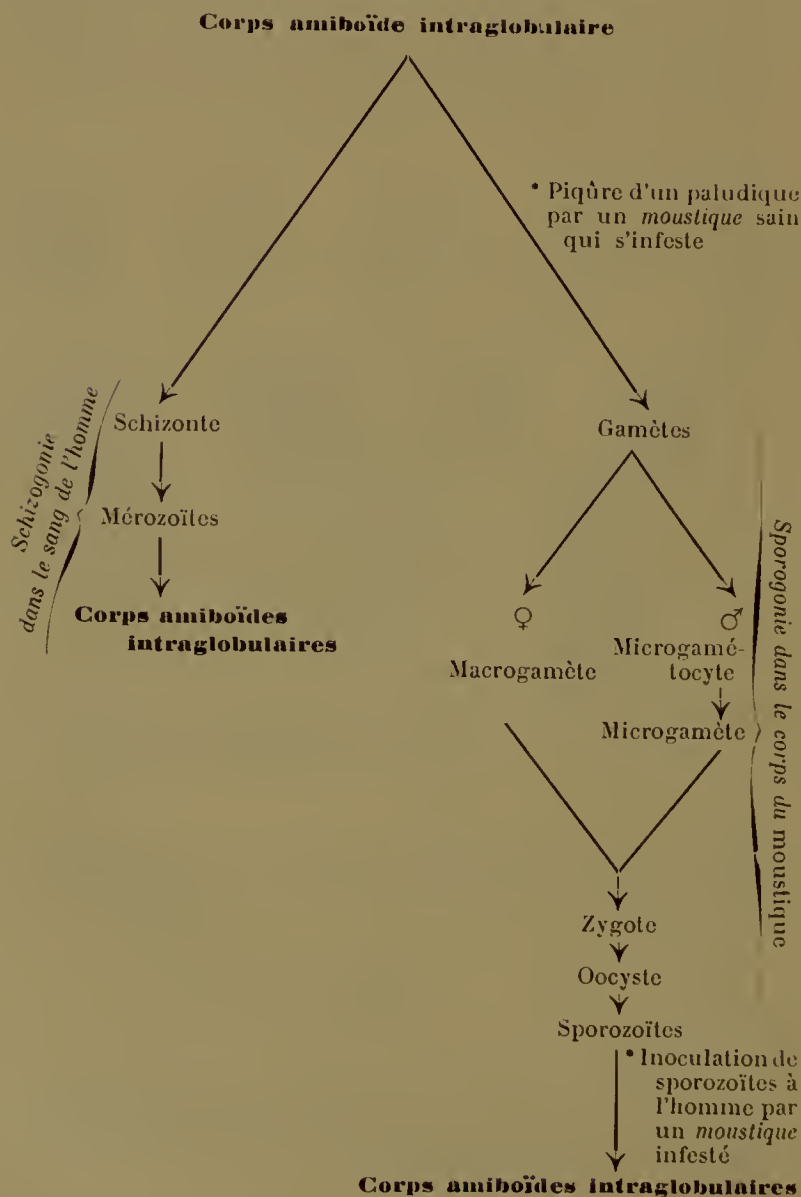 Corps amiboïde intraglobulaire
* Piqûre d'un paludique
par un moustique sain
qui s'infeste
Schizogonie
dans le sang de l'homme
Schizonte
Mérozoïtes
Corps amiboïdes
intraglobulaires
Gamètes
♀
Macrogamète
♂
Microgamé-
tocyte
Microgamète
Sporogonie dans le corps du moustique
Zygote
Oocyste
Sporozoïtes
* Inoculation de
sporozoïtes à
l'homme par
un moustique
infesté
Corps amiboïdes intraglobulaires